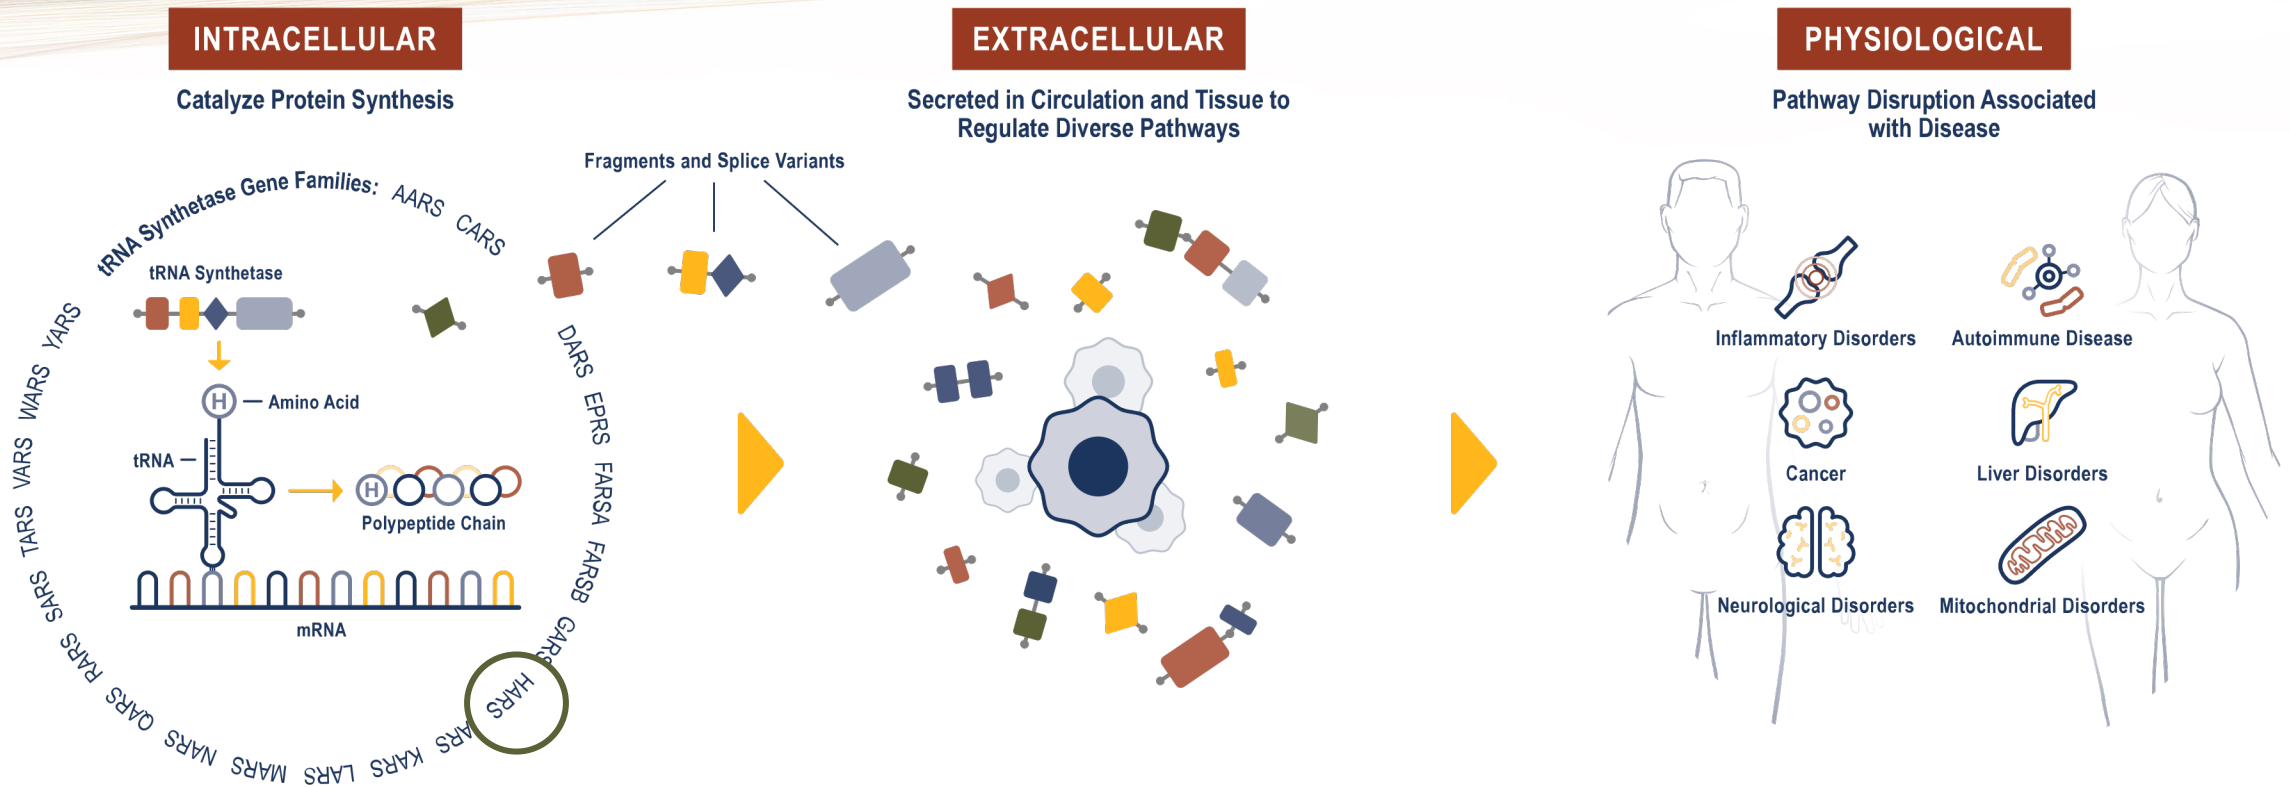 INTRACELLULAR
Catalyze Protein Synthesis
tRNA Synthetase Gene Families: AARS CARS
DARS EPRS FARSA FARSB GARS
HARS
ARS KARS LARS MARS NARS QARS RARS SARS TARS VARS WARS YARS
tRNA Synthetase
H
Amino Acid
tRNA
H
Polypeptide Chain
mRNA
Fragments and Splice Variants
EXTRACELLULAR
Secreted in Circulation and Tissue to
Regulate Diverse Pathways
PHYSIOLOGICAL
Pathway Disruption Associated
with Disease
Inflammatory Disorders
Autoimmune Disease
Cancer
Liver Disorders
Neurological Disorders
Mitochondrial Disorders